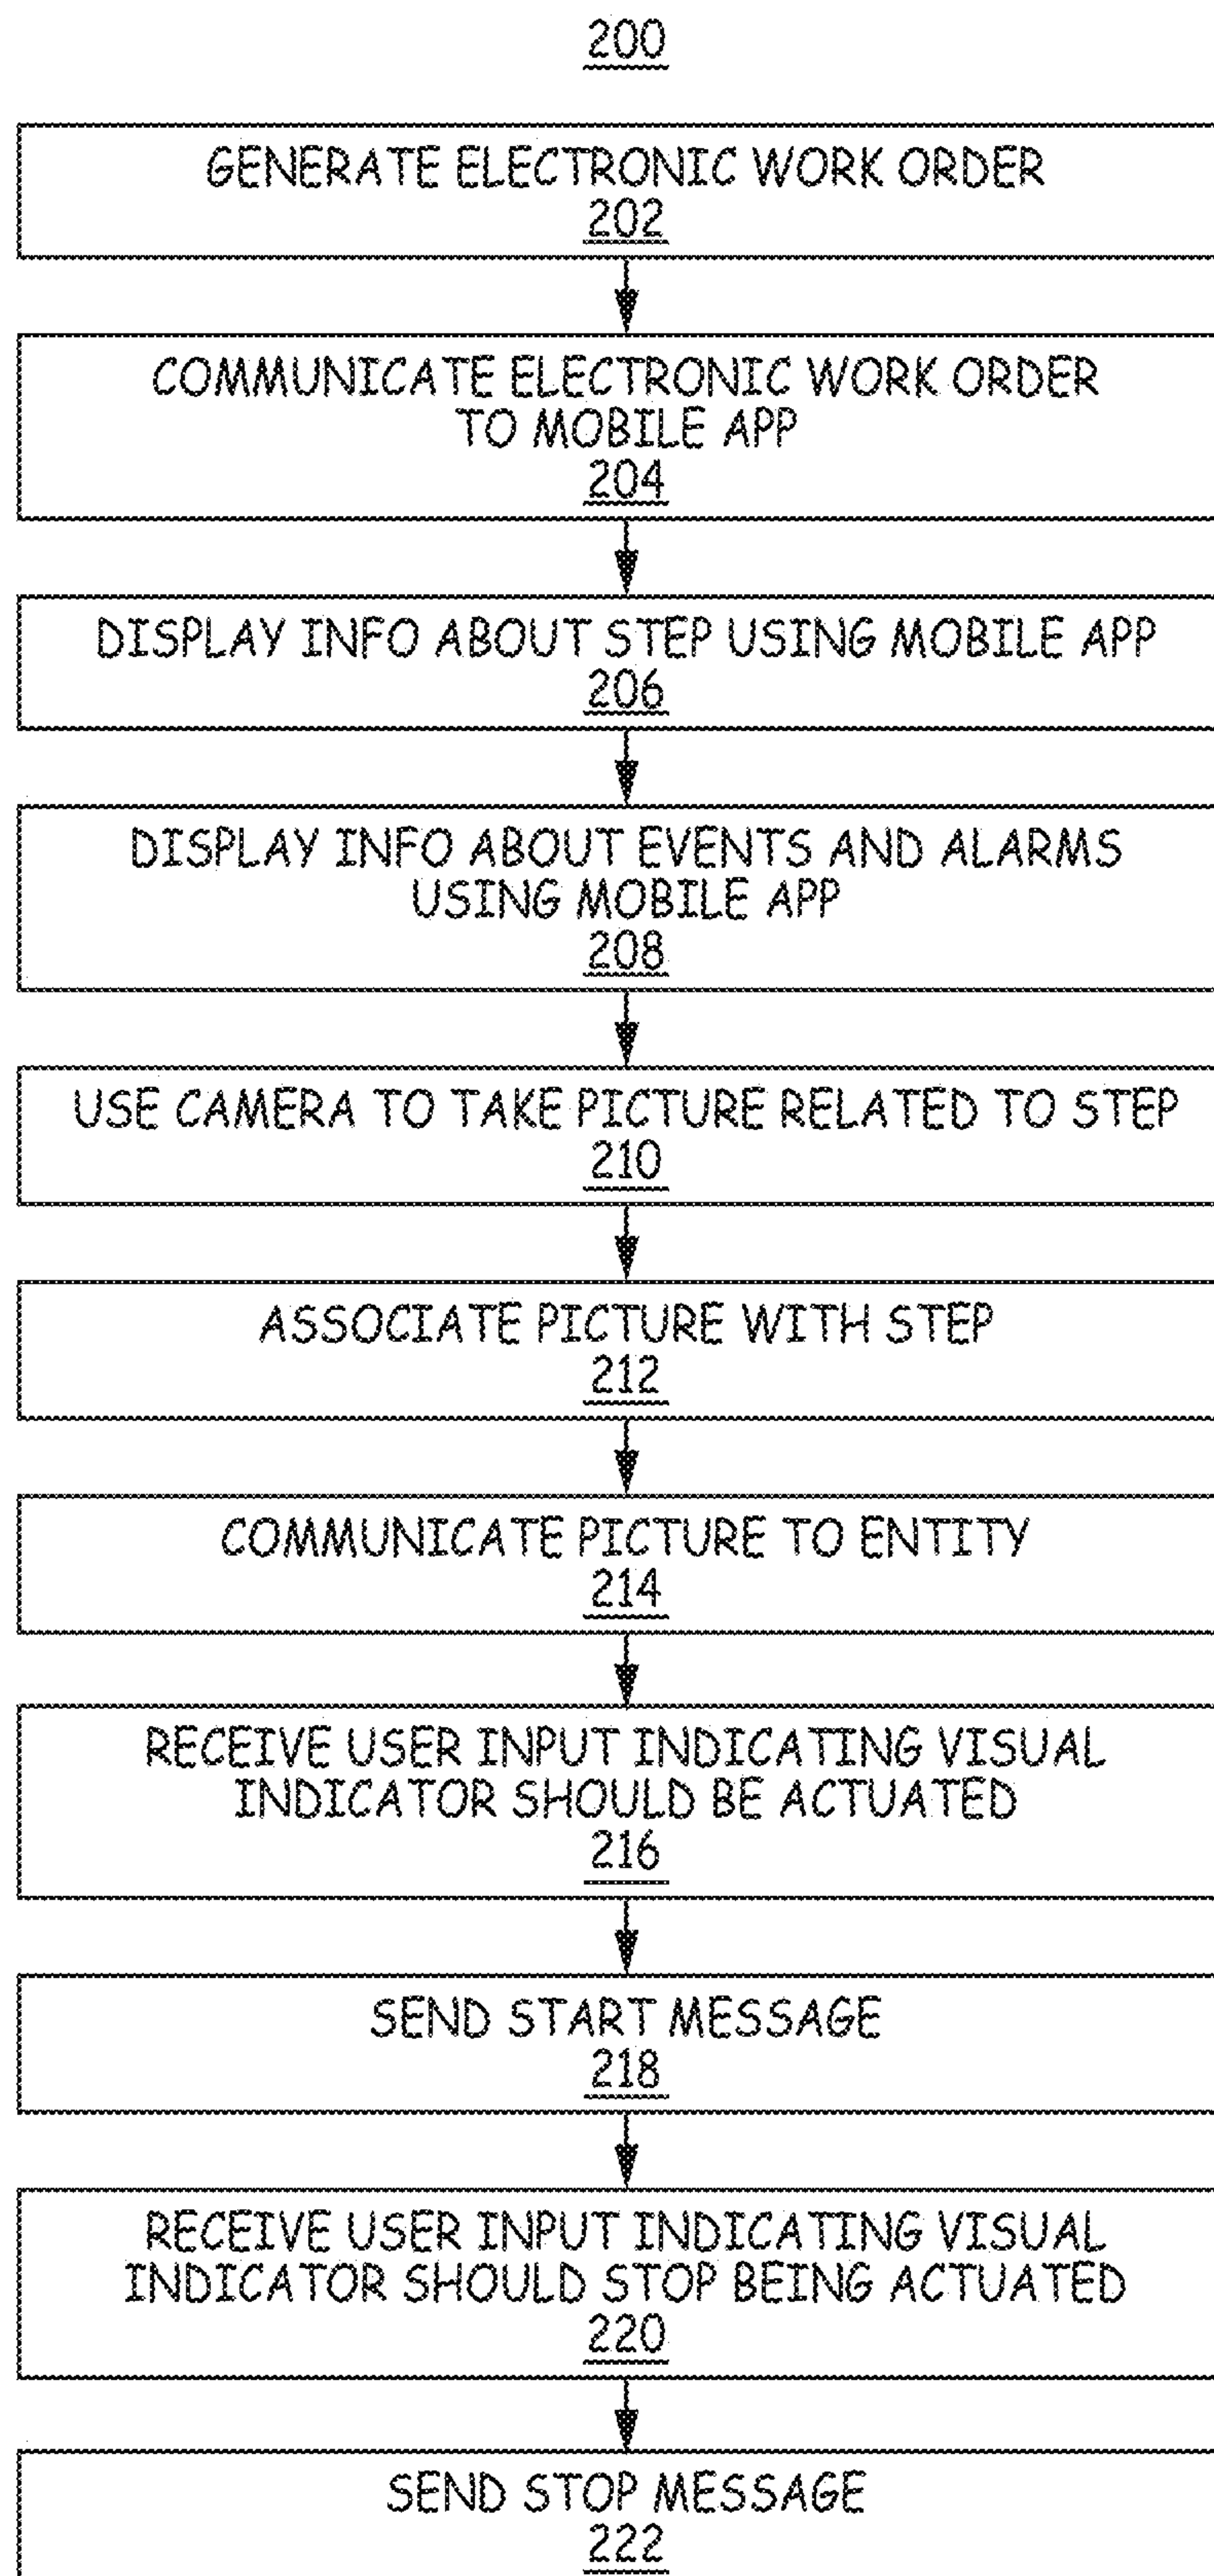 200
GENERATE ELECTRONIC WORK ORDER
202
COMMUNICATE ELECTRONIC WORK ORDER
TO MOBILE APP
204
DISPLAY INFO ABOUT STEP USING MOBILE APP
206
DISPLAY INFO ABOUT EVENTS AND ALARMS
USING MOBILE APP
208
USE CAMERA TO TAKE PICTURE RELATED TO STEP
210
ASSOCIATE PICTURE WITH STEP
212
COMMUNICATE PICTURE TO ENTITY
214
RECEIVE USER INPUT INDICATING VISUAL
INDICATOR SHOULD BE ACTUATED
216
SEND START MESSAGE
218
RECEIVE USER INPUT INDICATING VISUAL
INDICATOR SHOULD STOP BEING ACTUATED
220
SEND STOP MESSAGE
222